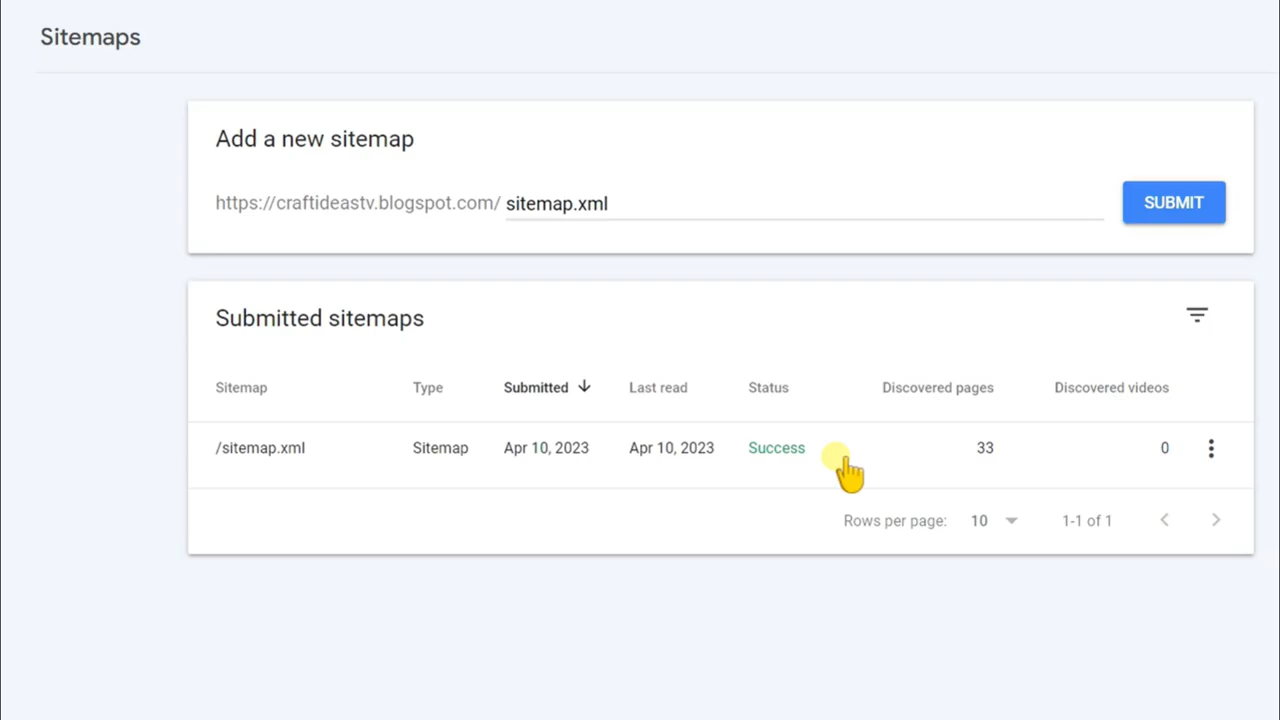 Sitemaps
Add a new sitemap
https://craftideastv.blogspot.com/ sitemap.xml SUBMIT
Submitted sitemaps
Sitemap Type Submitted Last read Status Discovered pages Discovered videos
/sitemap.xml Sitemap Apr 10, 2023 Apr 10, 2023 Success 33 0
Rows per page: 10 1-1 of 1